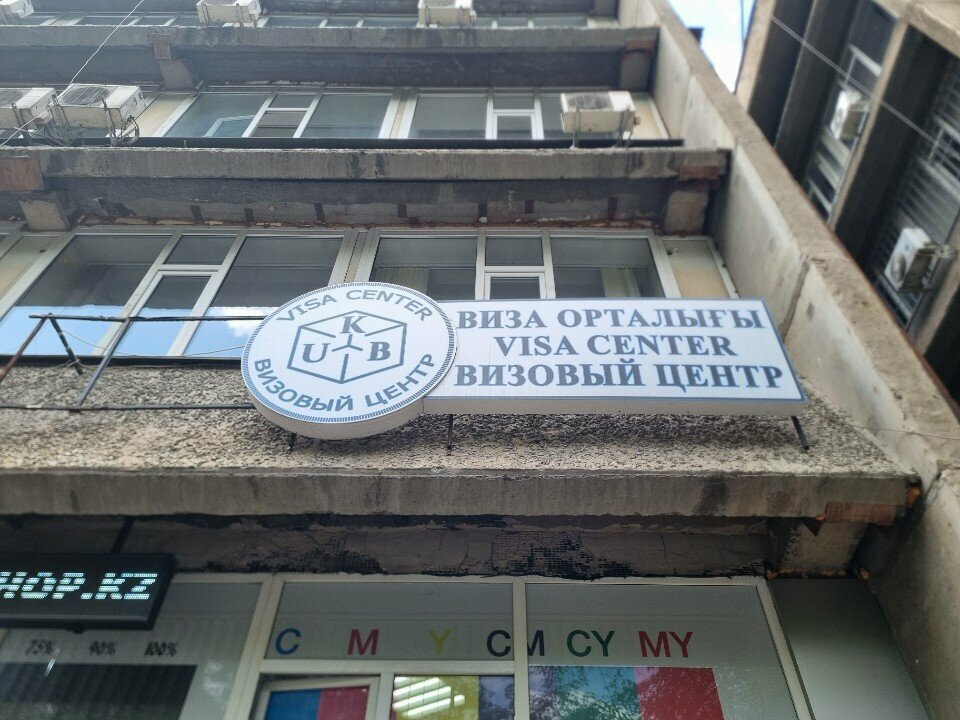 VISA CENTER
K
U B
ВИЗОВЫЙ ЦЕНТР
ВИЗА ОРТАЛЫҒЫ
VISA CENTER
ВИЗОВЫЙ ЦЕНТР
HOP.KZ
75% 90% 100%
C M Y CM CY MY